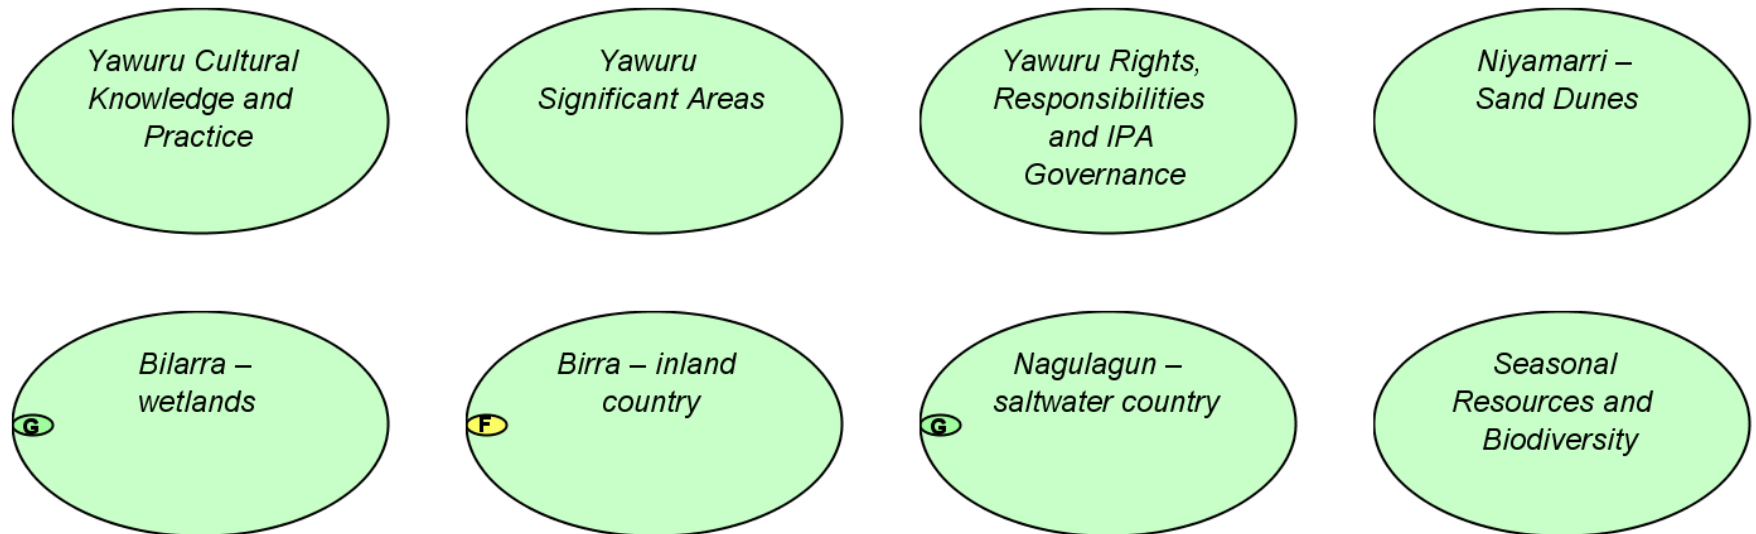 Yawuru Cultural
Knowledge and
Practice
Yawuru
Significant Areas
Yawuru Rights,
Responsibilities
and IPA
Governance
Niyamarri –
Sand Dunes
Bilarra –
wetlands
G
Birra – inland
country
F
Nagulagun –
saltwater country
G
Seasonal
Resources and
Biodiversity